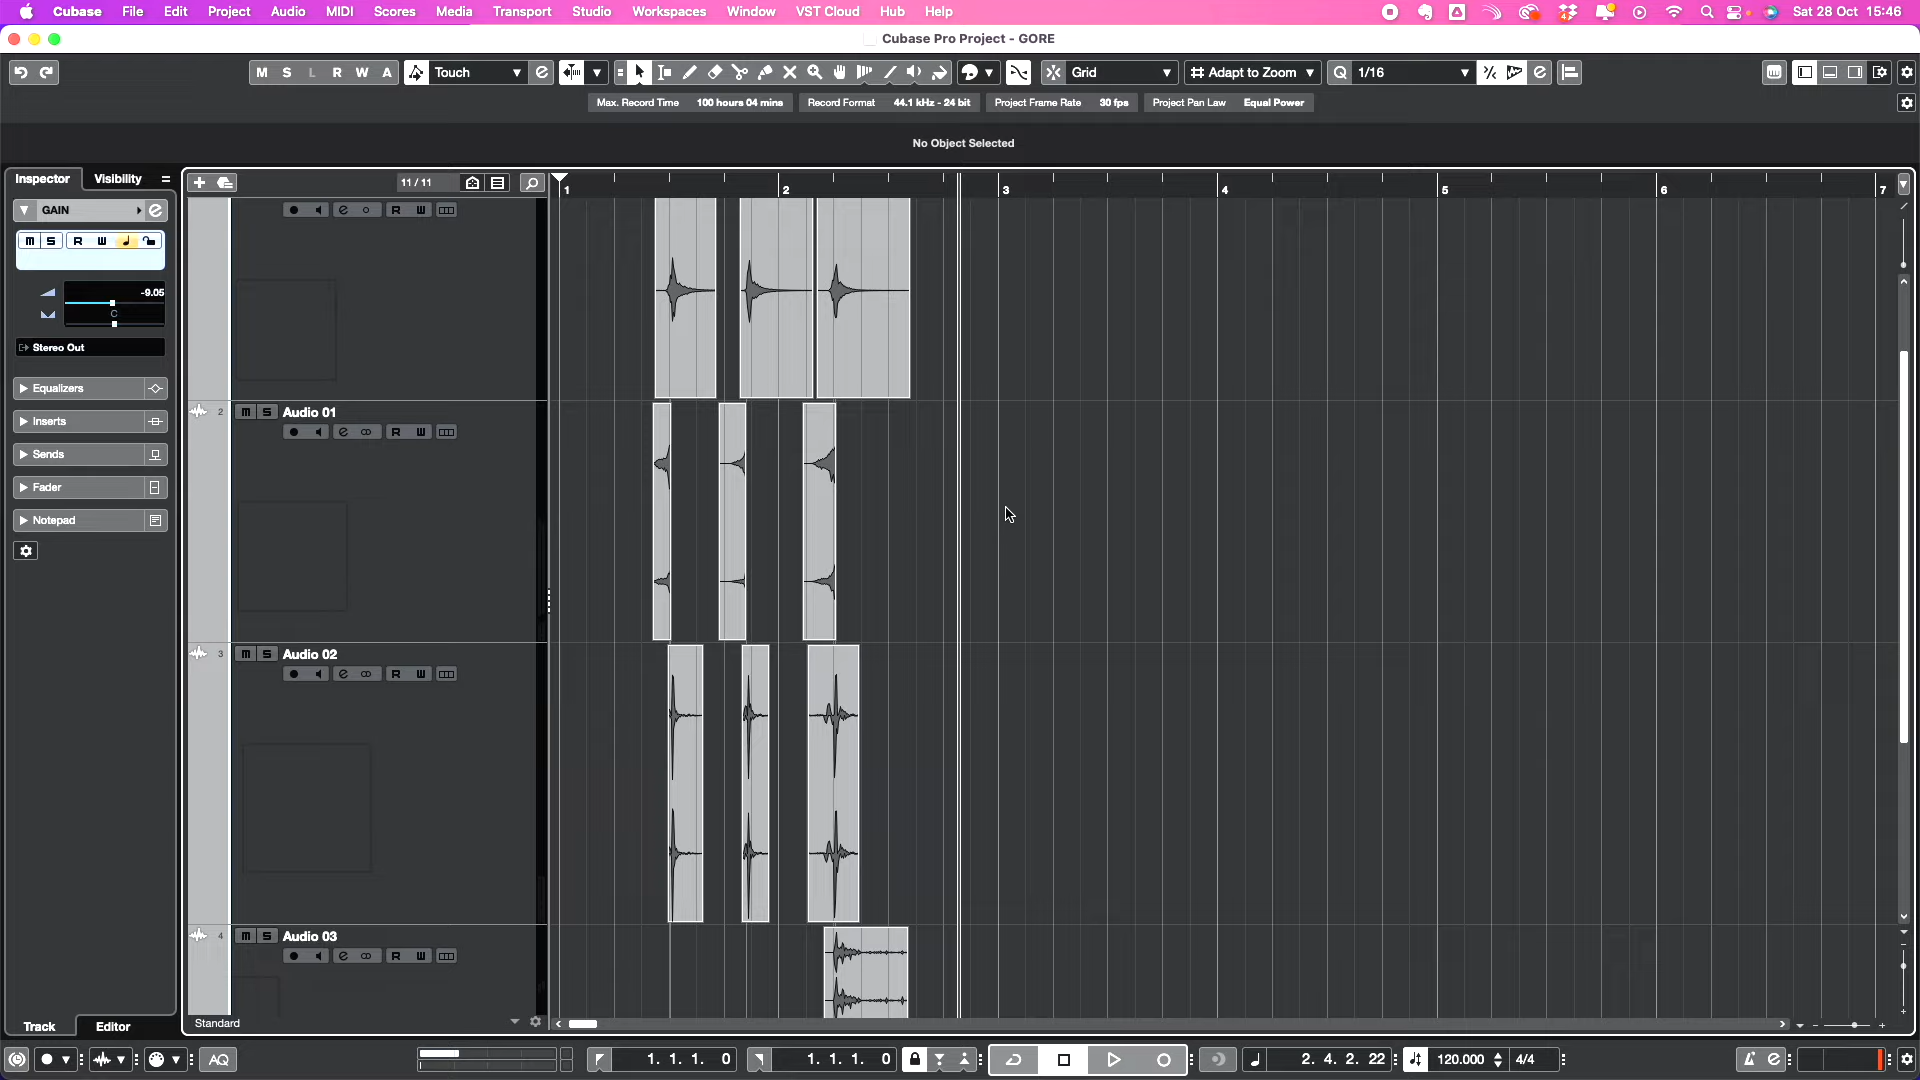 Cubase File Edit Project Audio MIDI Scores Media Transport Studio Workspaces Window VST Cloud Hub Help Sat 28 Oct 15:46
Cubase Pro Project - GORE
M S L R W A Touch Grid Adapt to Zoom Q 1/16
Max. Record Time 100 hours 04 mins Record Format 44.1 kHz - 24 bit Project Frame Rate 30 fps Project Pan Law Equal Power
No Object Selected
Inspector Visibility 11 / 11 1 2 3 4 5 6 7
GAIN
M S R W
-9.05
C
Stereo Out
Equalizers
Inserts
Sends
Fader
Notepad
R W
2 M S Audio 01
R W
3 M S Audio 02
R W
4 M S Audio 03
R W
Standard
Track Editor
AQ 1. 1. 1. 0 1. 1. 1. 0 2. 4. 2. 22 120.000 4/4